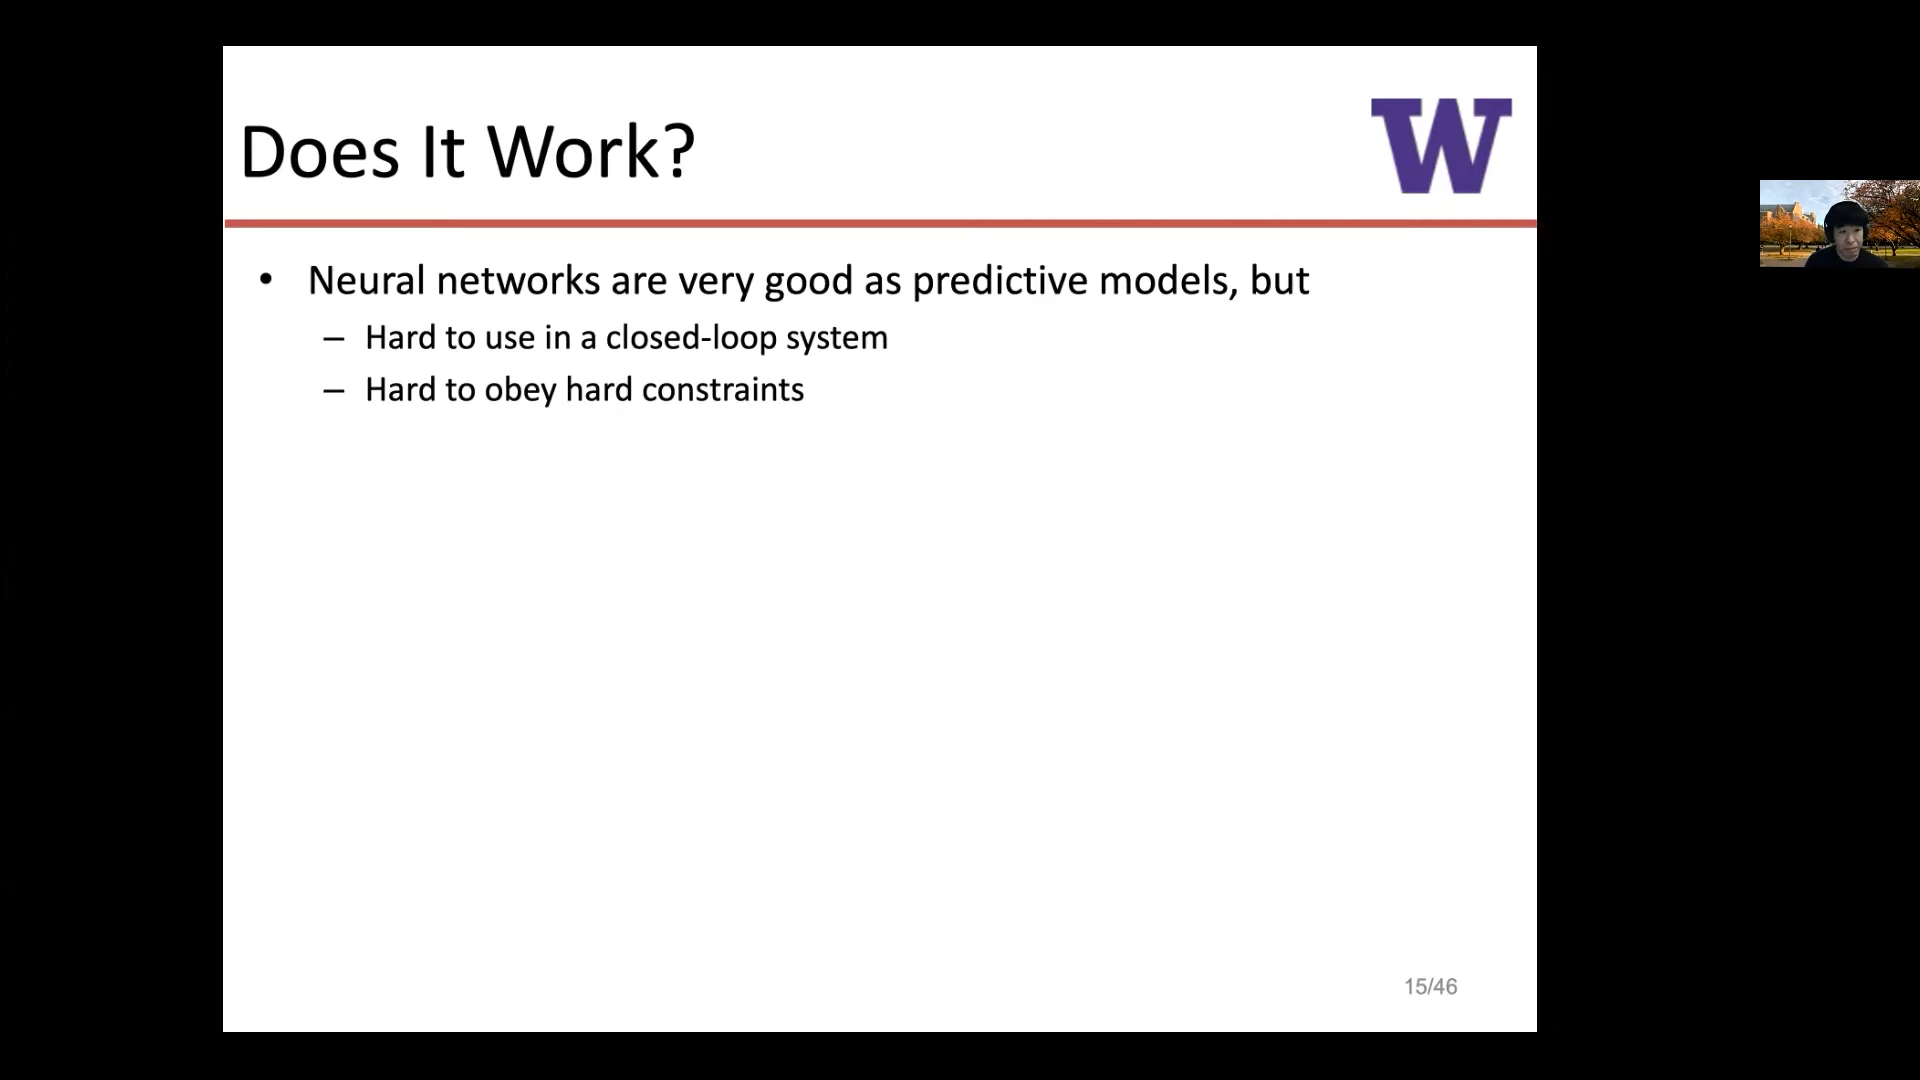 Does It Work?
W
• Neural networks are very good as predictive models, but
– Hard to use in a closed-loop system
– Hard to obey hard constraints
15/46